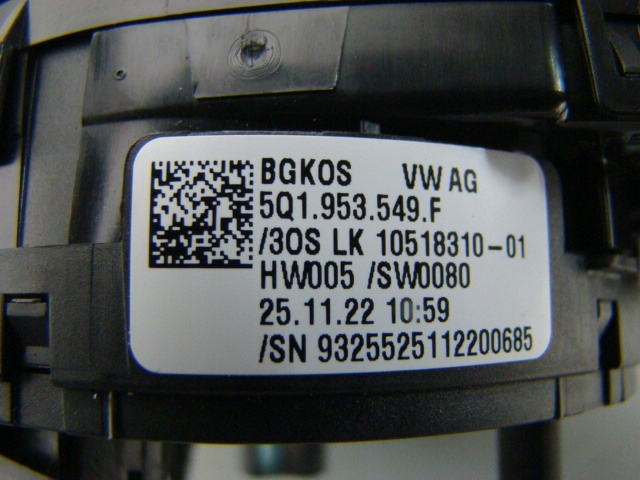 BGKOS VW AG
5Q1.953.549.F
/3OS LK 10518310-01
HW005 /SW0080
25.11.22 10:59
/SN 9325525112200685